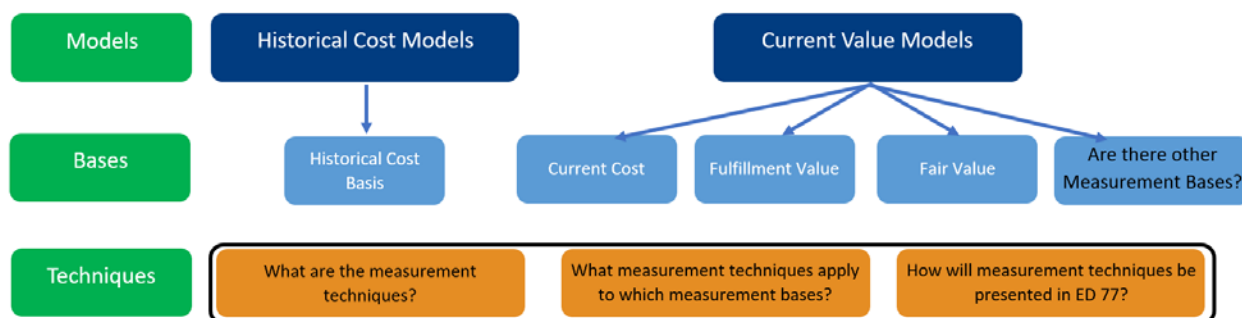 Models
Historical Cost Models
Current Value Models
Bases
Historical Cost
Basis
Current Cost
Fulfillment Value
Fair Value
Are there other
Measurement Bases?
Techniques
What are the measurement
techniques?
What measurement techniques apply
to which measurement bases?
How will measurement techniques be
presented in ED 77?